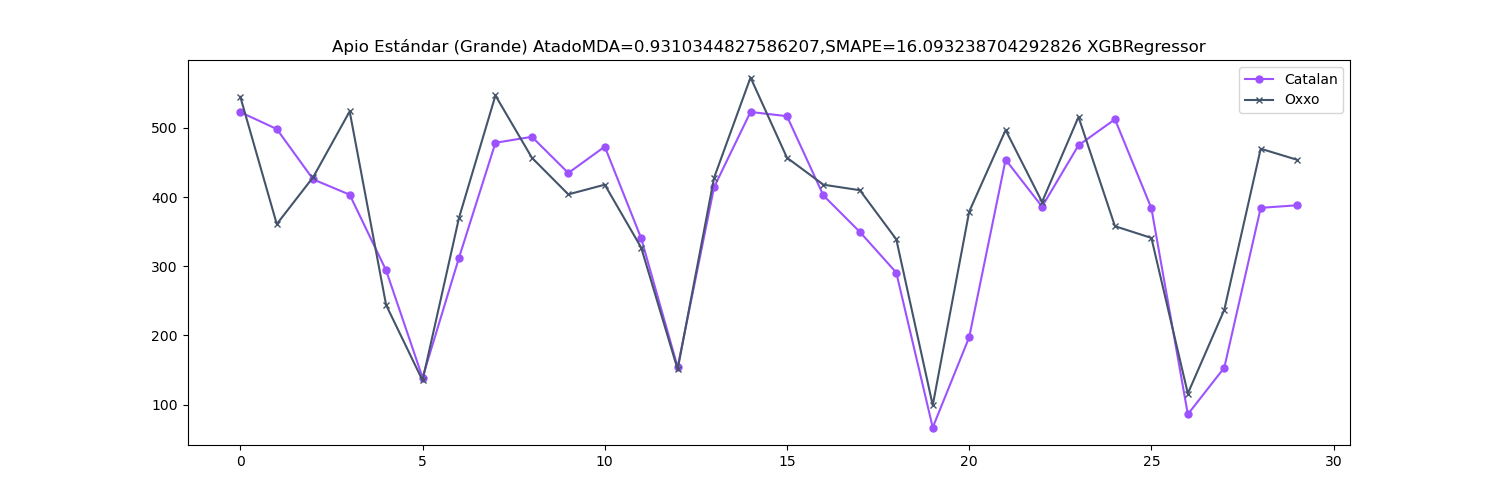 Apio Estándar (Grande) AtadoMDA=0.9310344827586207,SMAPE=16.093238704292826 XGBRegressor
Catalan
Oxxo
500
400
300
200
100
0 5 10 15 20 25 30